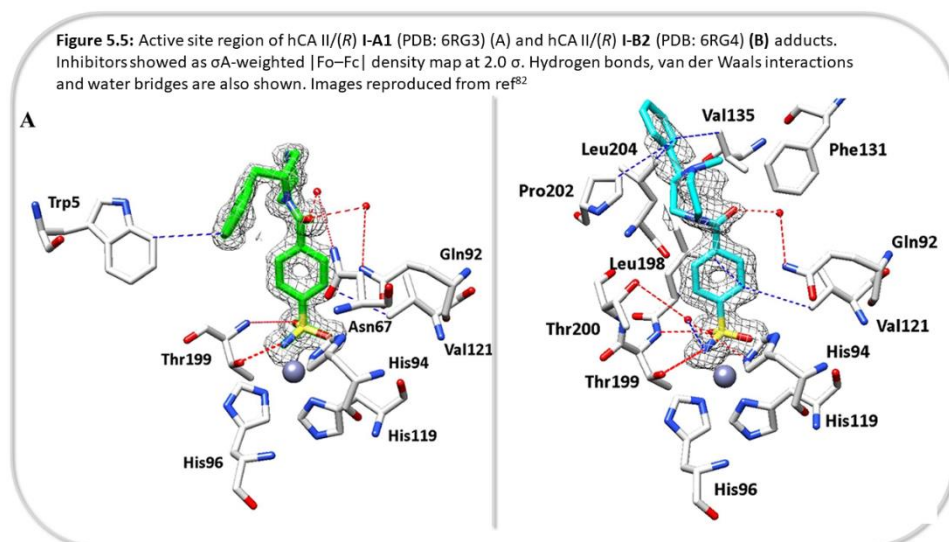 Figure 5.5: Active site region of hCA II/(R) I-A1 (PDB: 6RG3) (A) and hCA II/(R) I-B2 (PDB: 6RG4) (B) adducts.
Inhibitors showed as σA-weighted |Fo–Fc| density map at 2.0 σ. Hydrogen bonds, van der Waals interactions
and water bridges are also shown. Images reproduced from ref82
A
Trp5
Gln92
Asn67
Val121
Thr199
His94
His119
His96
Val135
Leu204
Phe131
Pro202
Gln92
Leu198
Val121
Thr200
His94
Thr199
His119
His96